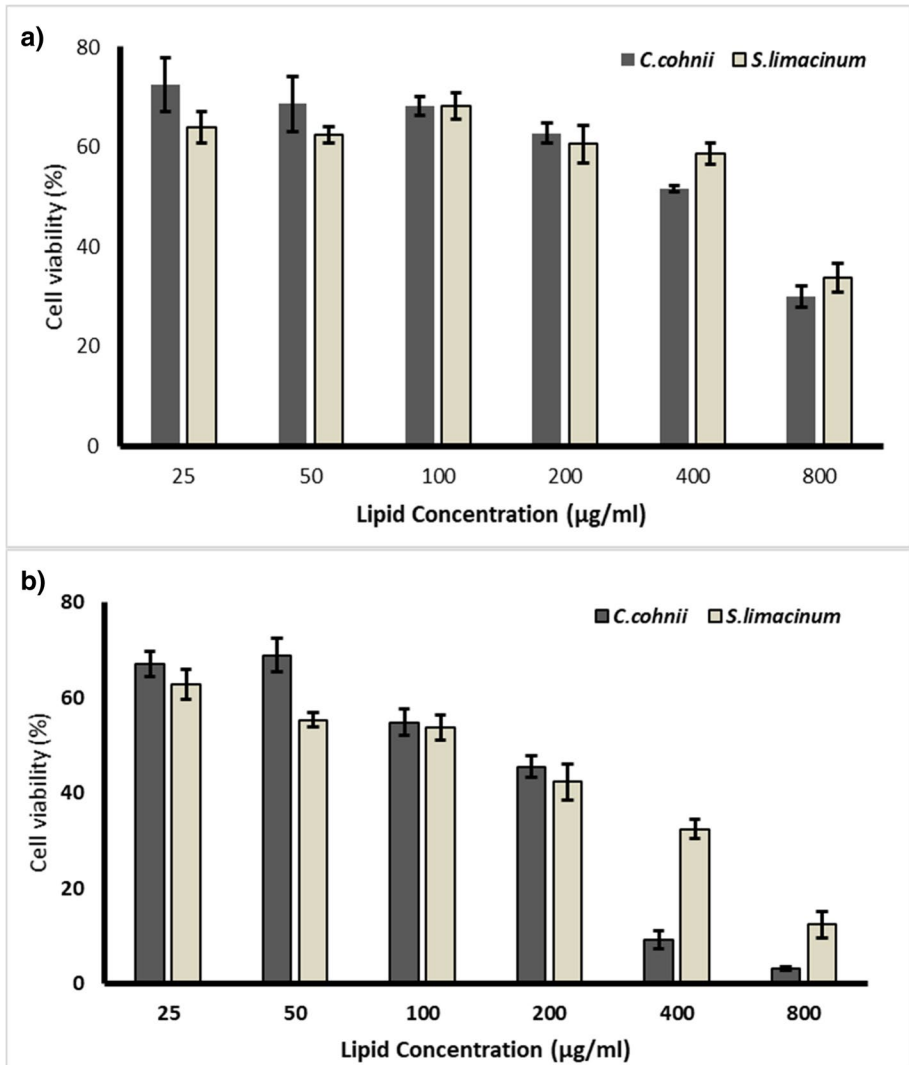 a)
80
C.cohnii S.limacinum
60
Cell viability (%)
40
20
0
25 50 100 200 400 800
Lipid Concentration (µg/ml)
b)
80
C.cohnii S.limacinum
60
Cell viability (%)
40
20
0
25 50 100 200 400 800
Lipid Concentration (µg/ml)